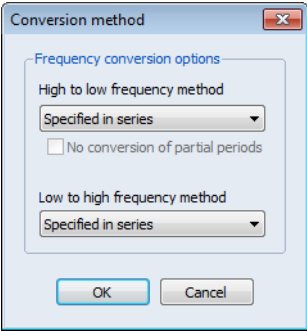 Conversion method
Frequency conversion options
High to low frequency method
Specified in series
No conversion of partial periods
Low to high frequency method
Specified in series
OK
Cancel